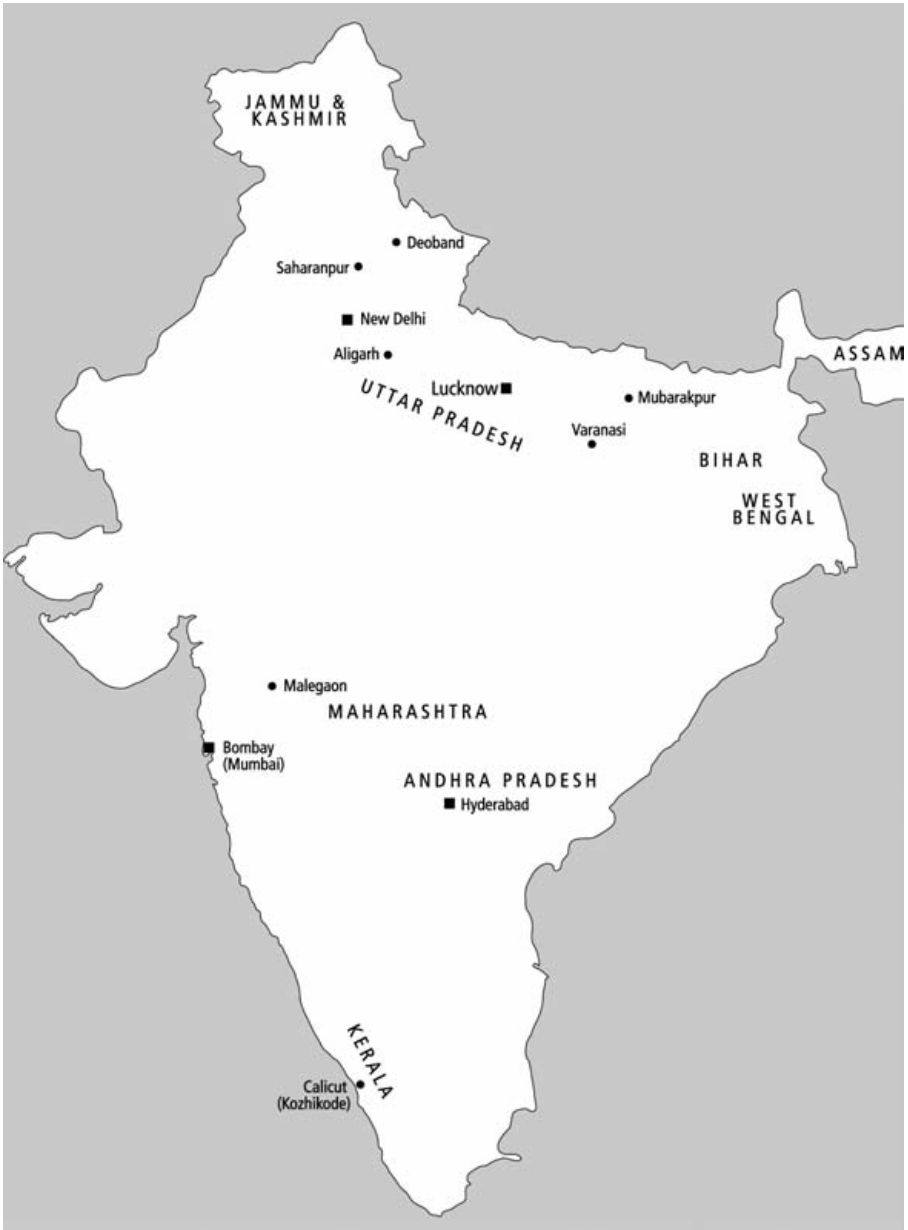 JAMMU &
KASHMIR
Deoband
Saharanpur
New Delhi
Aligarh
ASSAM
Lucknow
UTTAR PRADESH
Mubarakpur
Varanasi
BIHAR
WEST
BENGAL
Malegaon
MAHARASHTRA
Bombay
(Mumbai)
ANDHRA PRADESH
Hyderabad
KERALA
Calicut
(Kozhikode)